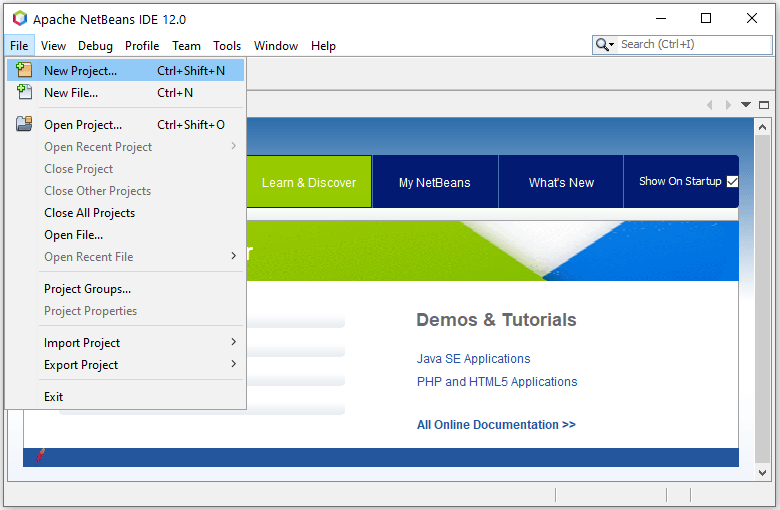 Apache NetBeans IDE 12.0
File View Debug Profile Team Tools Window Help Search (Ctrl+I)
New Project... Ctrl+Shift+N
New File... Ctrl+N
Open Project... Ctrl+Shift+O
Open Recent Project
Close Project
Close Other Projects
Close All Projects
Open File...
Open Recent File
Project Groups...
Project Properties
Import Project
Export Project
Exit
Learn & Discover My NetBeans What's New Show On Startup
r
Demos & Tutorials
Java SE Applications
PHP and HTML5 Applications
All Online Documentation >>